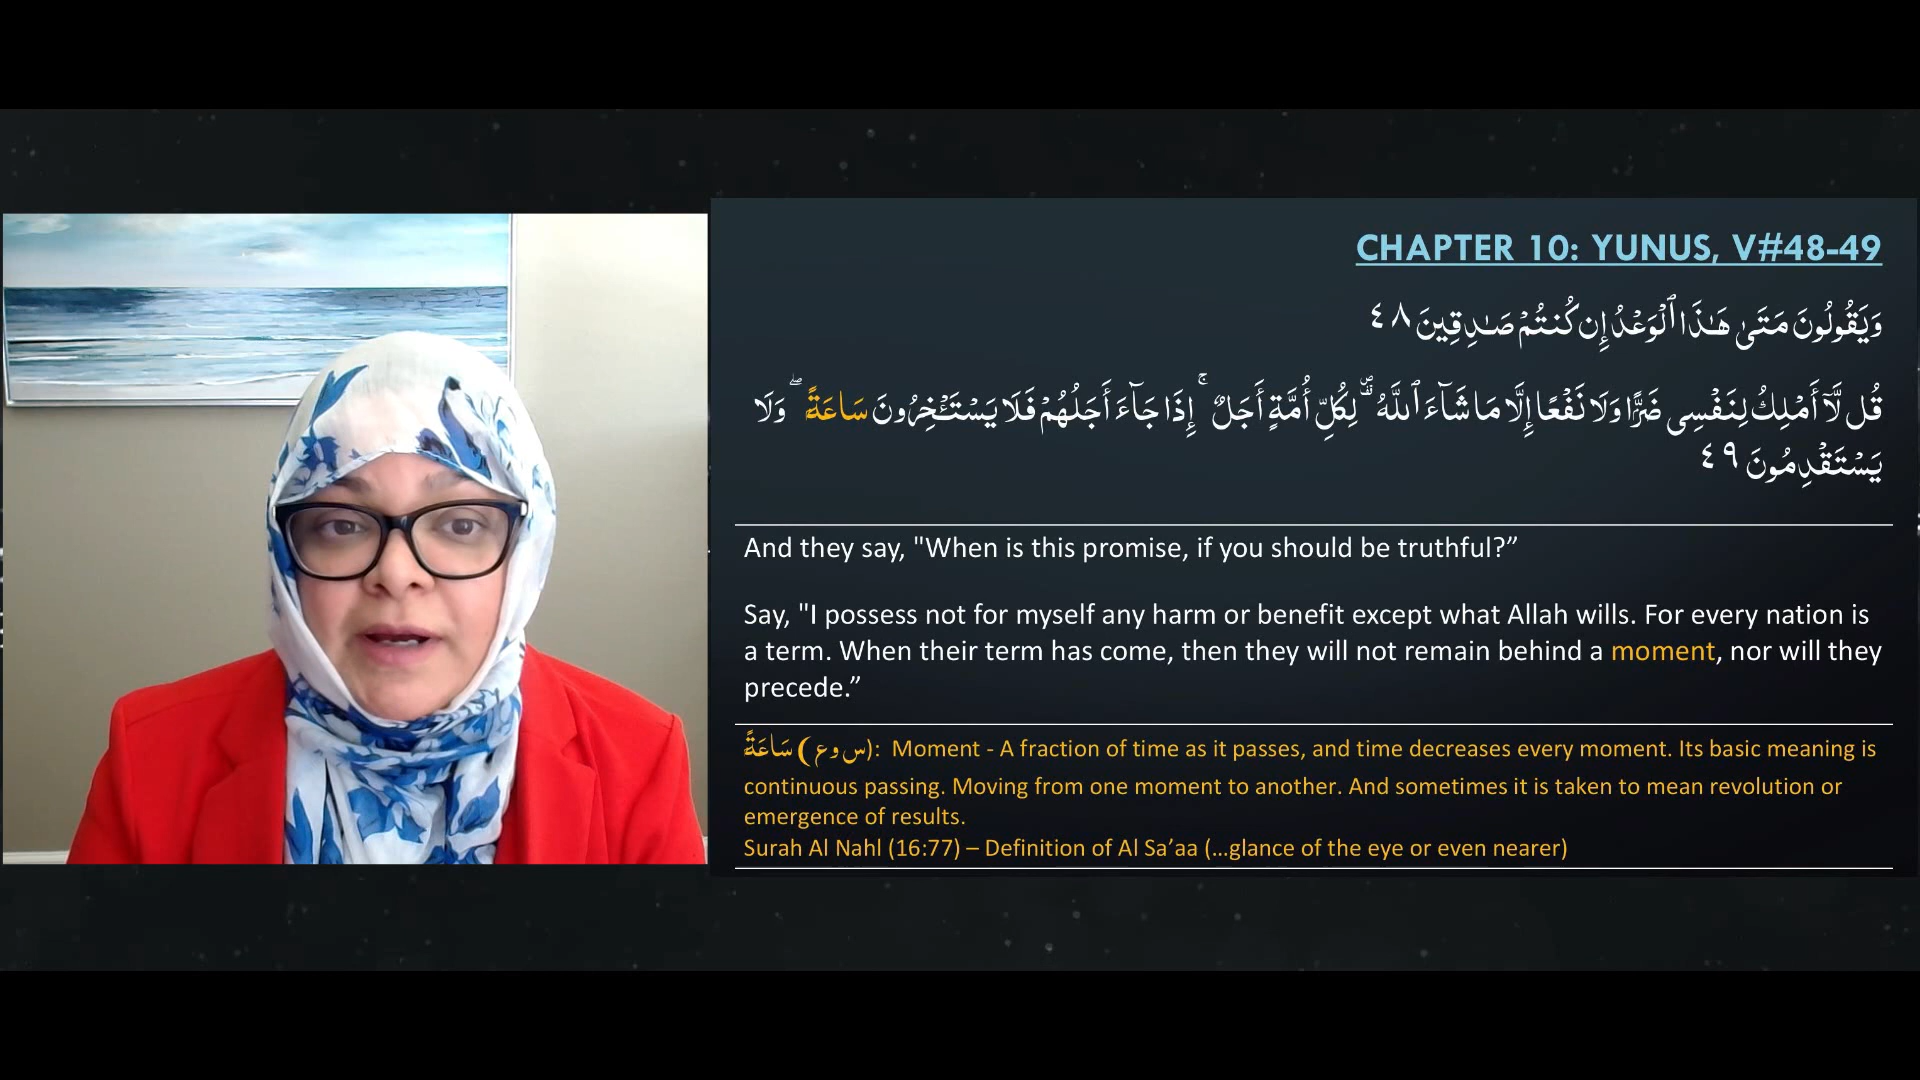 CHAPTER 10: YUNUS, V#48-49
وَيَقُولُونَ مَتَىٰ هَـٰذَا ٱلْوَعْدُ إِن كُنتُمْ صَـٰدِقِينَ ٤٨
قُل لَّآ أَمْلِكُ لِنَفْسِى ضَرًّا وَلَا نَفْعًا إِلَّا مَا شَآءَ ٱللَّهُ ۗ لِكُلِّ أُمَّةٍ أَجَلٌ ۚ إِذَا جَآءَ أَجَلُهُمْ فَلَا يَسْتَـْٔخِرُونَ سَاعَةً ۖ وَلَا
يَسْتَقْدِمُونَ ٤٩
And they say, "When is this promise, if you should be truthful?”
Say, "I possess not for myself any harm or benefit except what Allah wills. For every nation is
a term. When their term has come, then they will not remain behind a moment, nor will they
precede.”
سَاعَةً (س و ع): Moment - A fraction of time as it passes, and time decreases every moment. Its basic meaning is
continuous passing. Moving from one moment to another. And sometimes it is taken to mean revolution or
emergence of results.
Surah Al Nahl (16:77) – Definition of Al Sa’aa (…glance of the eye or even nearer)